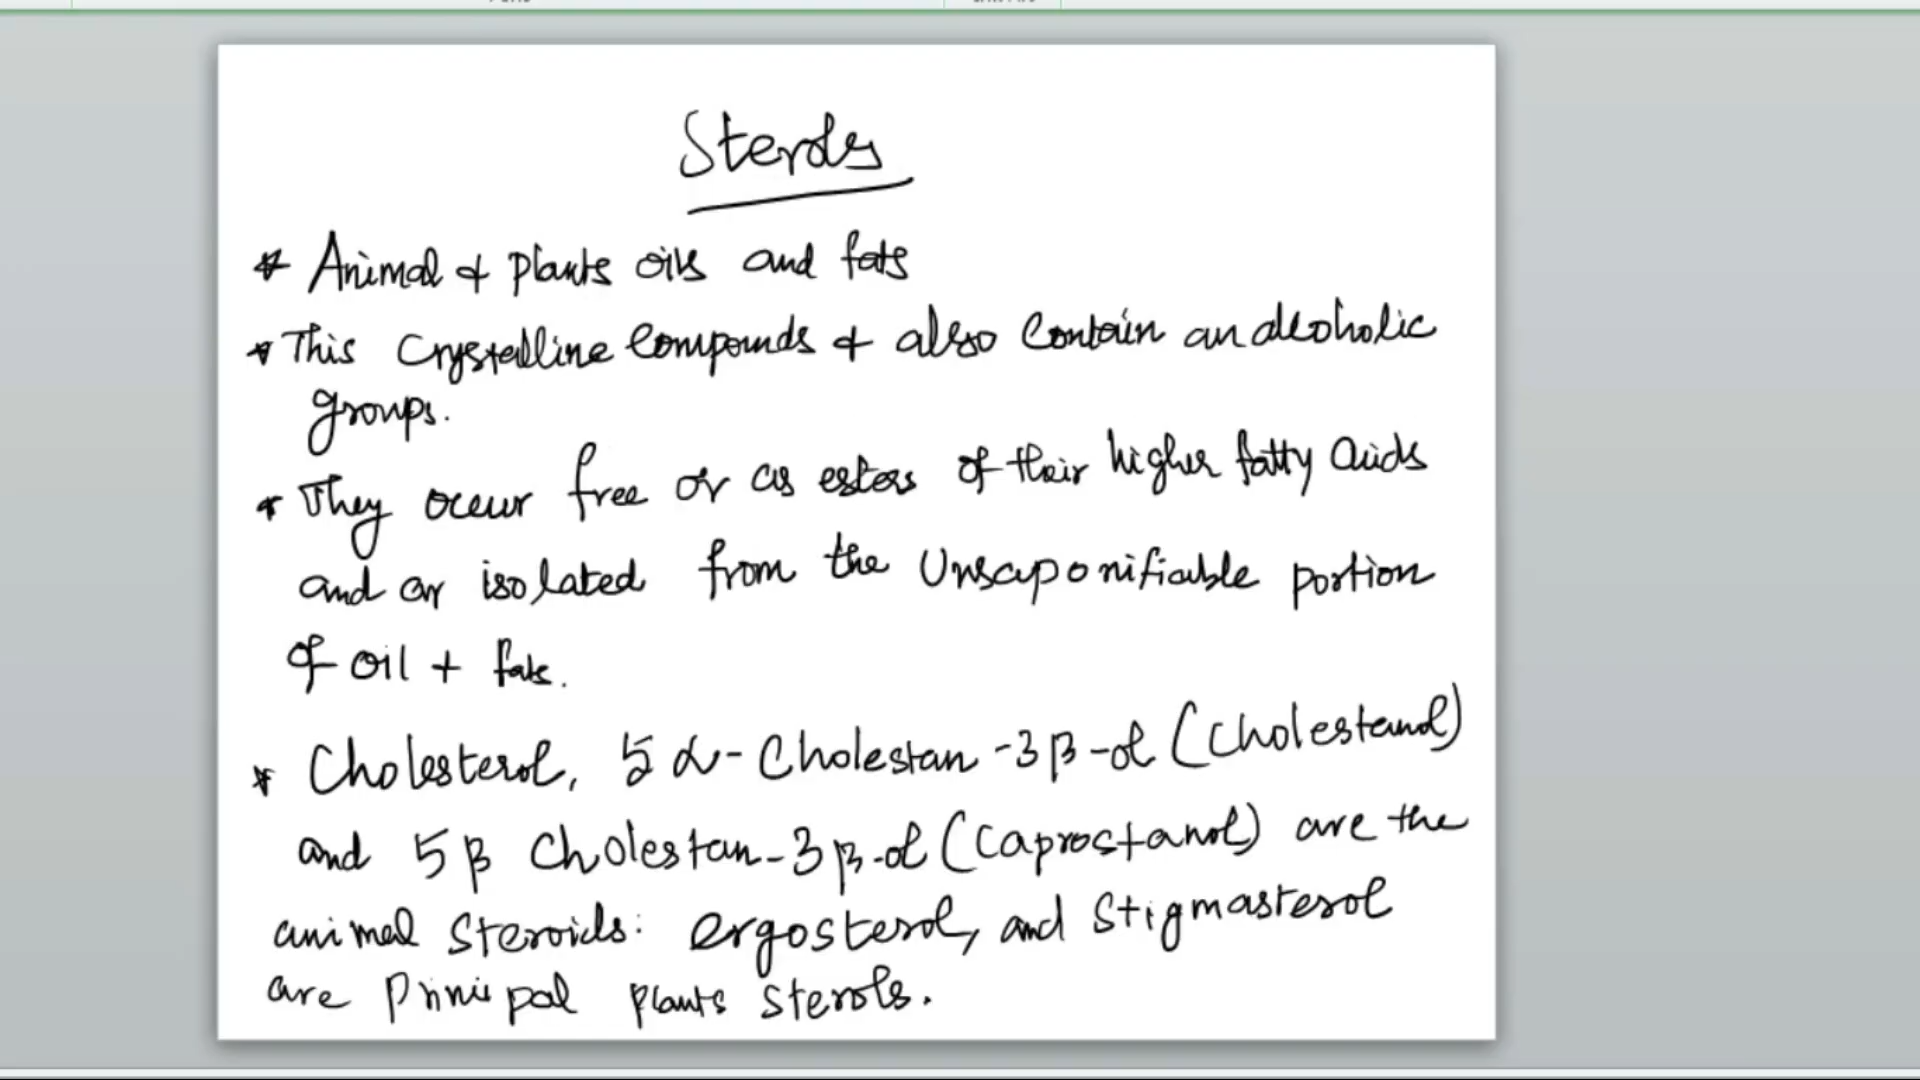 Sterols
* Animal & plants oils and fats
* This Crystalline Compounds & also Contain an alcoholic
groups.
* They occur free or as esters of their higher fatty acids
and ar isolated from the Unsaponifiable portion
of oil + fats.
* Cholesterol, 5 α- Cholestan -3β-ol (Cholestanol)
and 5β Cholestan-3β-ol (Caprostanol) are the
animal Steroids: ergosterol, and Stigmasterol
are Principal plants sterols.